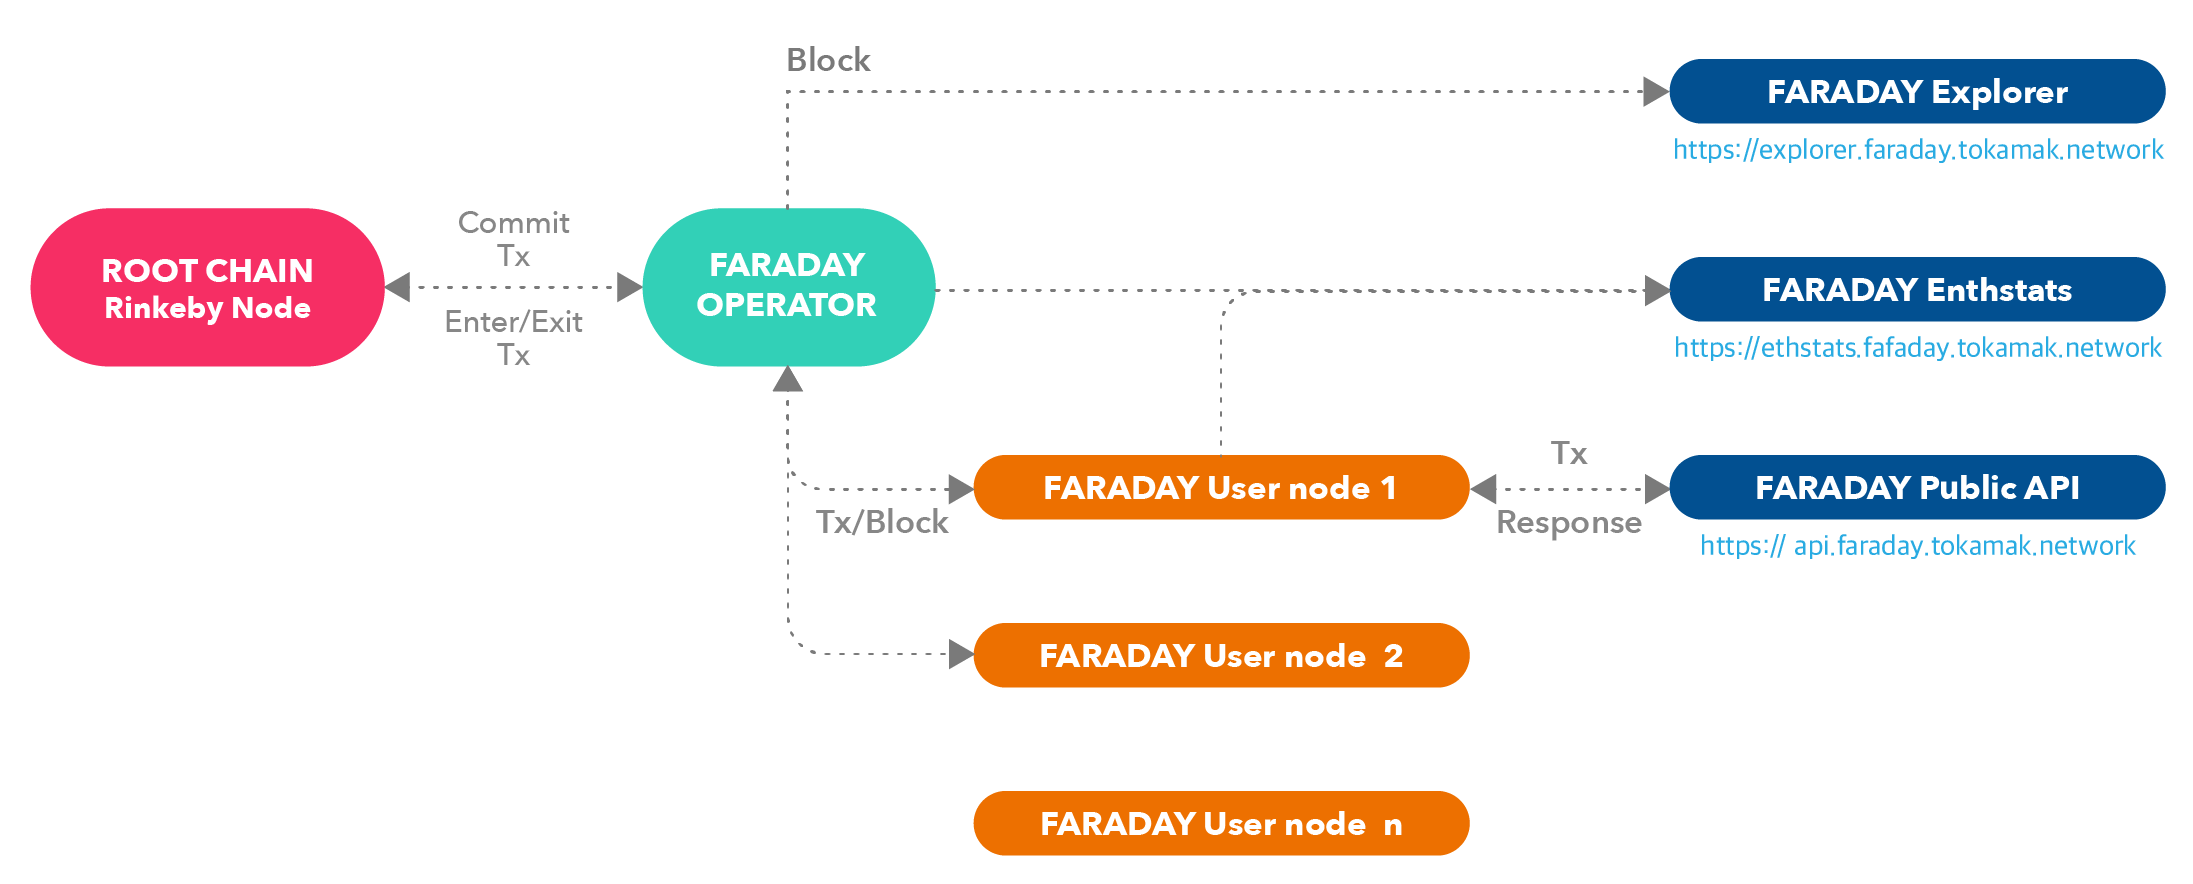 Block
FARADAY Explorer
https://explorer.faraday.tokamak.network
Commit
Tx
ROOT CHAIN
Rinkeby Node
Enter/Exit
Tx
FARADAY
OPERATOR
FARADAY Enthstats
https://ethstats.fafaday.tokamak.network
Tx/Block
FARADAY User node 1
Tx
Response
FARADAY Public API
https:// api.faraday.tokamak.network
FARADAY User node 2
FARADAY User node n